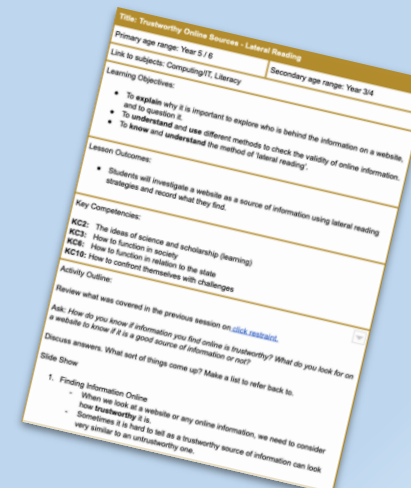 Title: Trustworthy Online Sources - Lateral Reading
Primary age range: Year 5 / 6
Secondary age range: Year 3/4
Link to subjects: Computing/IT, Literacy
Learning Objectives:
To explain why it is important to explore who is behind the information on a website,
and to question it.
To understand and use different methods to check the validity of online information.
To know and understand the method of 'lateral reading'.
Lesson Outcomes:
Students will investigate a website as a source of information using lateral reading
strategies and record what they find.
Key Competencies:
KC2: The ideas of science and scholarship (learning)
KC3: How to function in society
KC6: How to function in relation to the state
KC10: How to confront themselves with challenges
Activity Outline:
Review what was covered in the previous session on click restraint.
Ask: How do you know if information you find online is trustworthy? What do you look for on
a website to know if it is a good source of information or not?
Discuss answers. What sort of things come up? Make a list to refer back to.
Slide Show
1. Finding Information Online
- When we look at a website or any online information, we need to consider
how trustworthy it is.
- Sometimes it is hard to tell as a trustworthy source of information can look
very similar to an untrustworthy one.